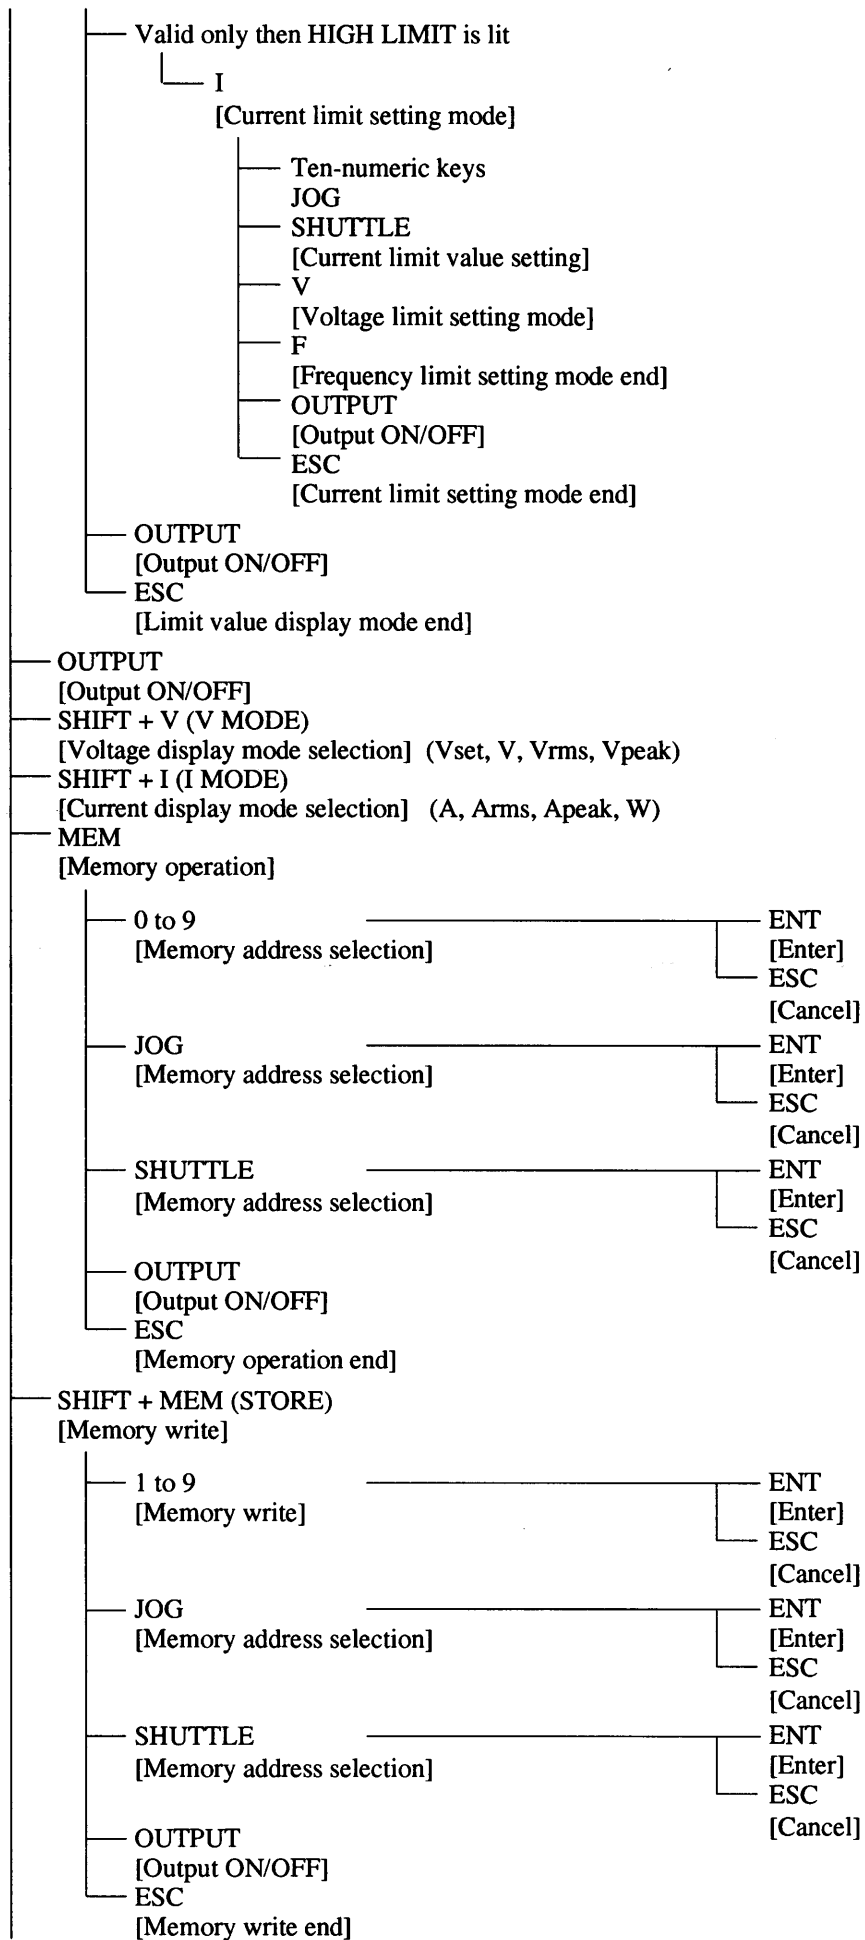 Valid only then HIGH LIMIT is lit
I
[Current limit setting mode]
Ten-numeric keys
JOG
SHUTTLE
[Current limit value setting]
V
[Voltage limit setting mode]
F
[Frequency limit setting mode end]
OUTPUT
[Output ON/OFF]
ESC
[Current limit setting mode end]
OUTPUT
[Output ON/OFF]
ESC
[Limit value display mode end]
OUTPUT
[Output ON/OFF]
SHIFT + V (V MODE)
[Voltage display mode selection] (Vset, V, Vrms, Vpeak)
SHIFT + I (I MODE)
[Current display mode selection] (A, Arms, Apeak, W)
MEM
[Memory operation]
0 to 9 ENT
[Memory address selection] [Enter]
ESC
[Cancel]
JOG ENT
[Memory address selection] [Enter]
ESC
[Cancel]
SHUTTLE ENT
[Memory address selection] [Enter]
ESC
[Cancel]
OUTPUT
[Output ON/OFF]
ESC
[Memory operation end]
SHIFT + MEM (STORE)
[Memory write]
1 to 9 ENT
[Memory write] [Enter]
ESC
[Cancel]
JOG ENT
[Memory address selection] [Enter]
ESC
[Cancel]
SHUTTLE ENT
[Memory address selection] [Enter]
ESC
[Cancel]
OUTPUT
[Output ON/OFF]
ESC
[Memory write end]